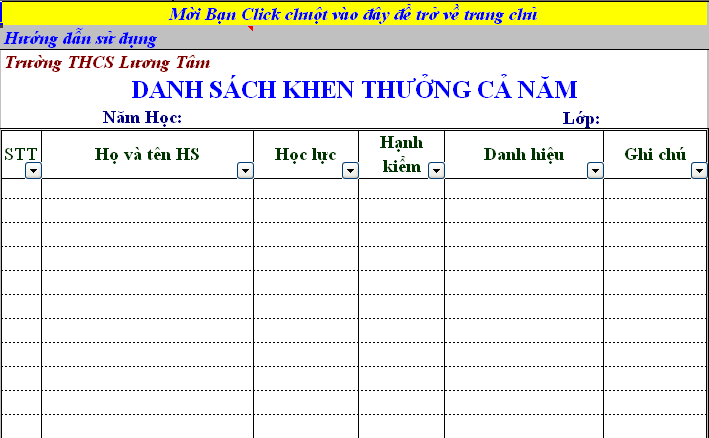 Mời Bạn Click chuột vào đây để trở về trang chủ
Hướng dẫn sử dụng
Trường THCS Lương Tâm
DANH SÁCH KHEN THƯỞNG CẢ NĂM
Năm Học: Lớp:
STT Họ và tên HS Học lực Hạnh kiểm Danh hiệu Ghi chú